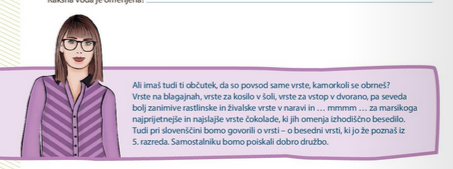 Kakšna voda je omenjena?
Ali imaš tudi ti občutek, da so povsod same vrste, kamorkoli se obrneš?
Vrste na blagajnah, vrste za kosilo v šoli, vrste za vstop v dvorano, pa seveda
bolj zanimive rastlinske in živalske vrste v naravi in … mmmm … za marsikoga
najprijetnejše in najslajše vrste čokolade, ki jih omenja izhodiščno besedilo.
Tudi pri slovenščini bomo govorili o vrsti – o besedni vrsti, ki jo že poznaš iz
5. razreda. Samostalniku bomo poiskali dobro družbo.